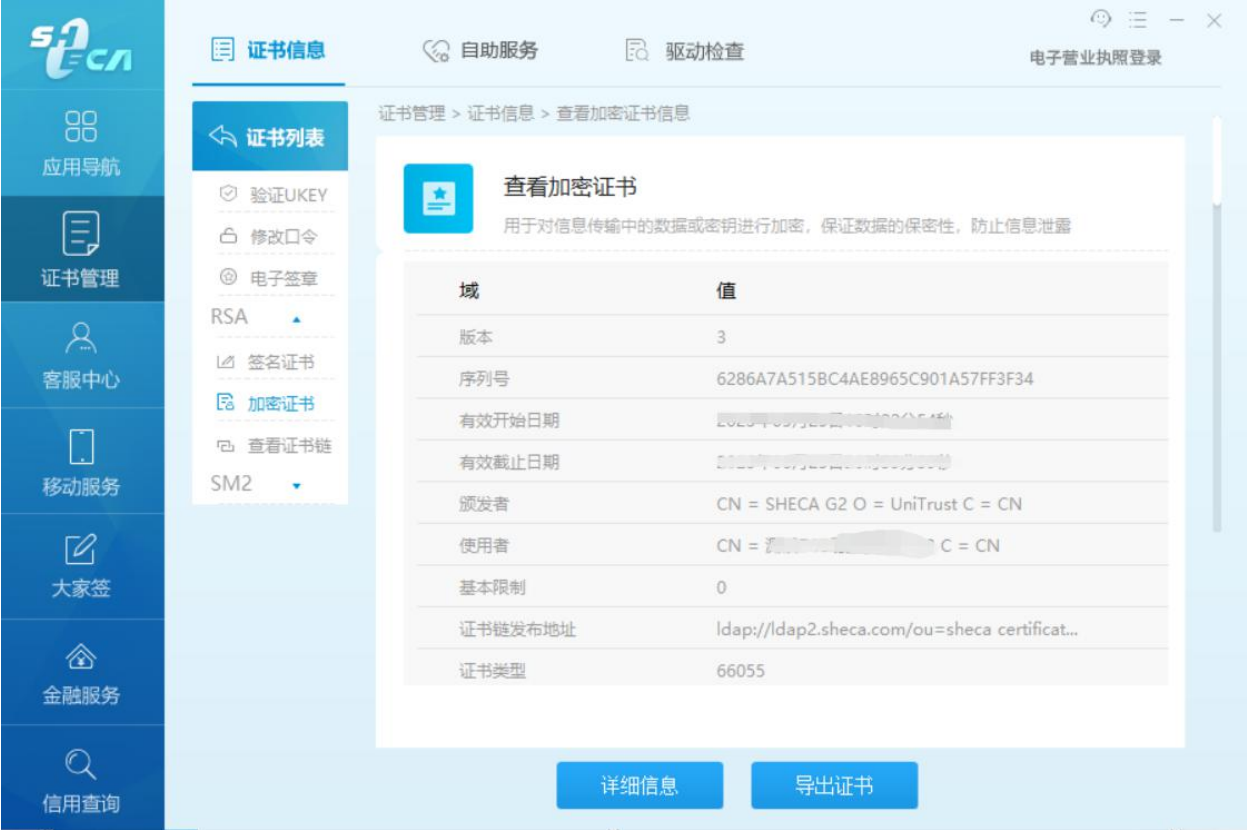 sheca
证书信息
自助服务
驱动检查
电子营业执照登录
应用导航
证书管理
客服中心
移动服务
大家签
金融服务
信用查询
证书列表
验证UKEY
修改口令
电子签章
RSA
签名证书
加密证书
查看证书链
SM2
证书管理 > 证书信息 > 查看加密证书信息
查看加密证书
用于对信息传输中的数据或密钥进行加密，保证数据的保密性，防止信息泄露
域 值
版本 3
序列号 6286A7A515BC4AE8965C901A57FF3F34
有效开始日期
有效截止日期
颁发者 CN = SHECA G2 O = UniTrust C = CN
使用者 CN = C = CN
基本限制 0
证书链发布地址 ldap://ldap2.sheca.com/ou=sheca certificat...
证书类型 66055
详细信息
导出证书